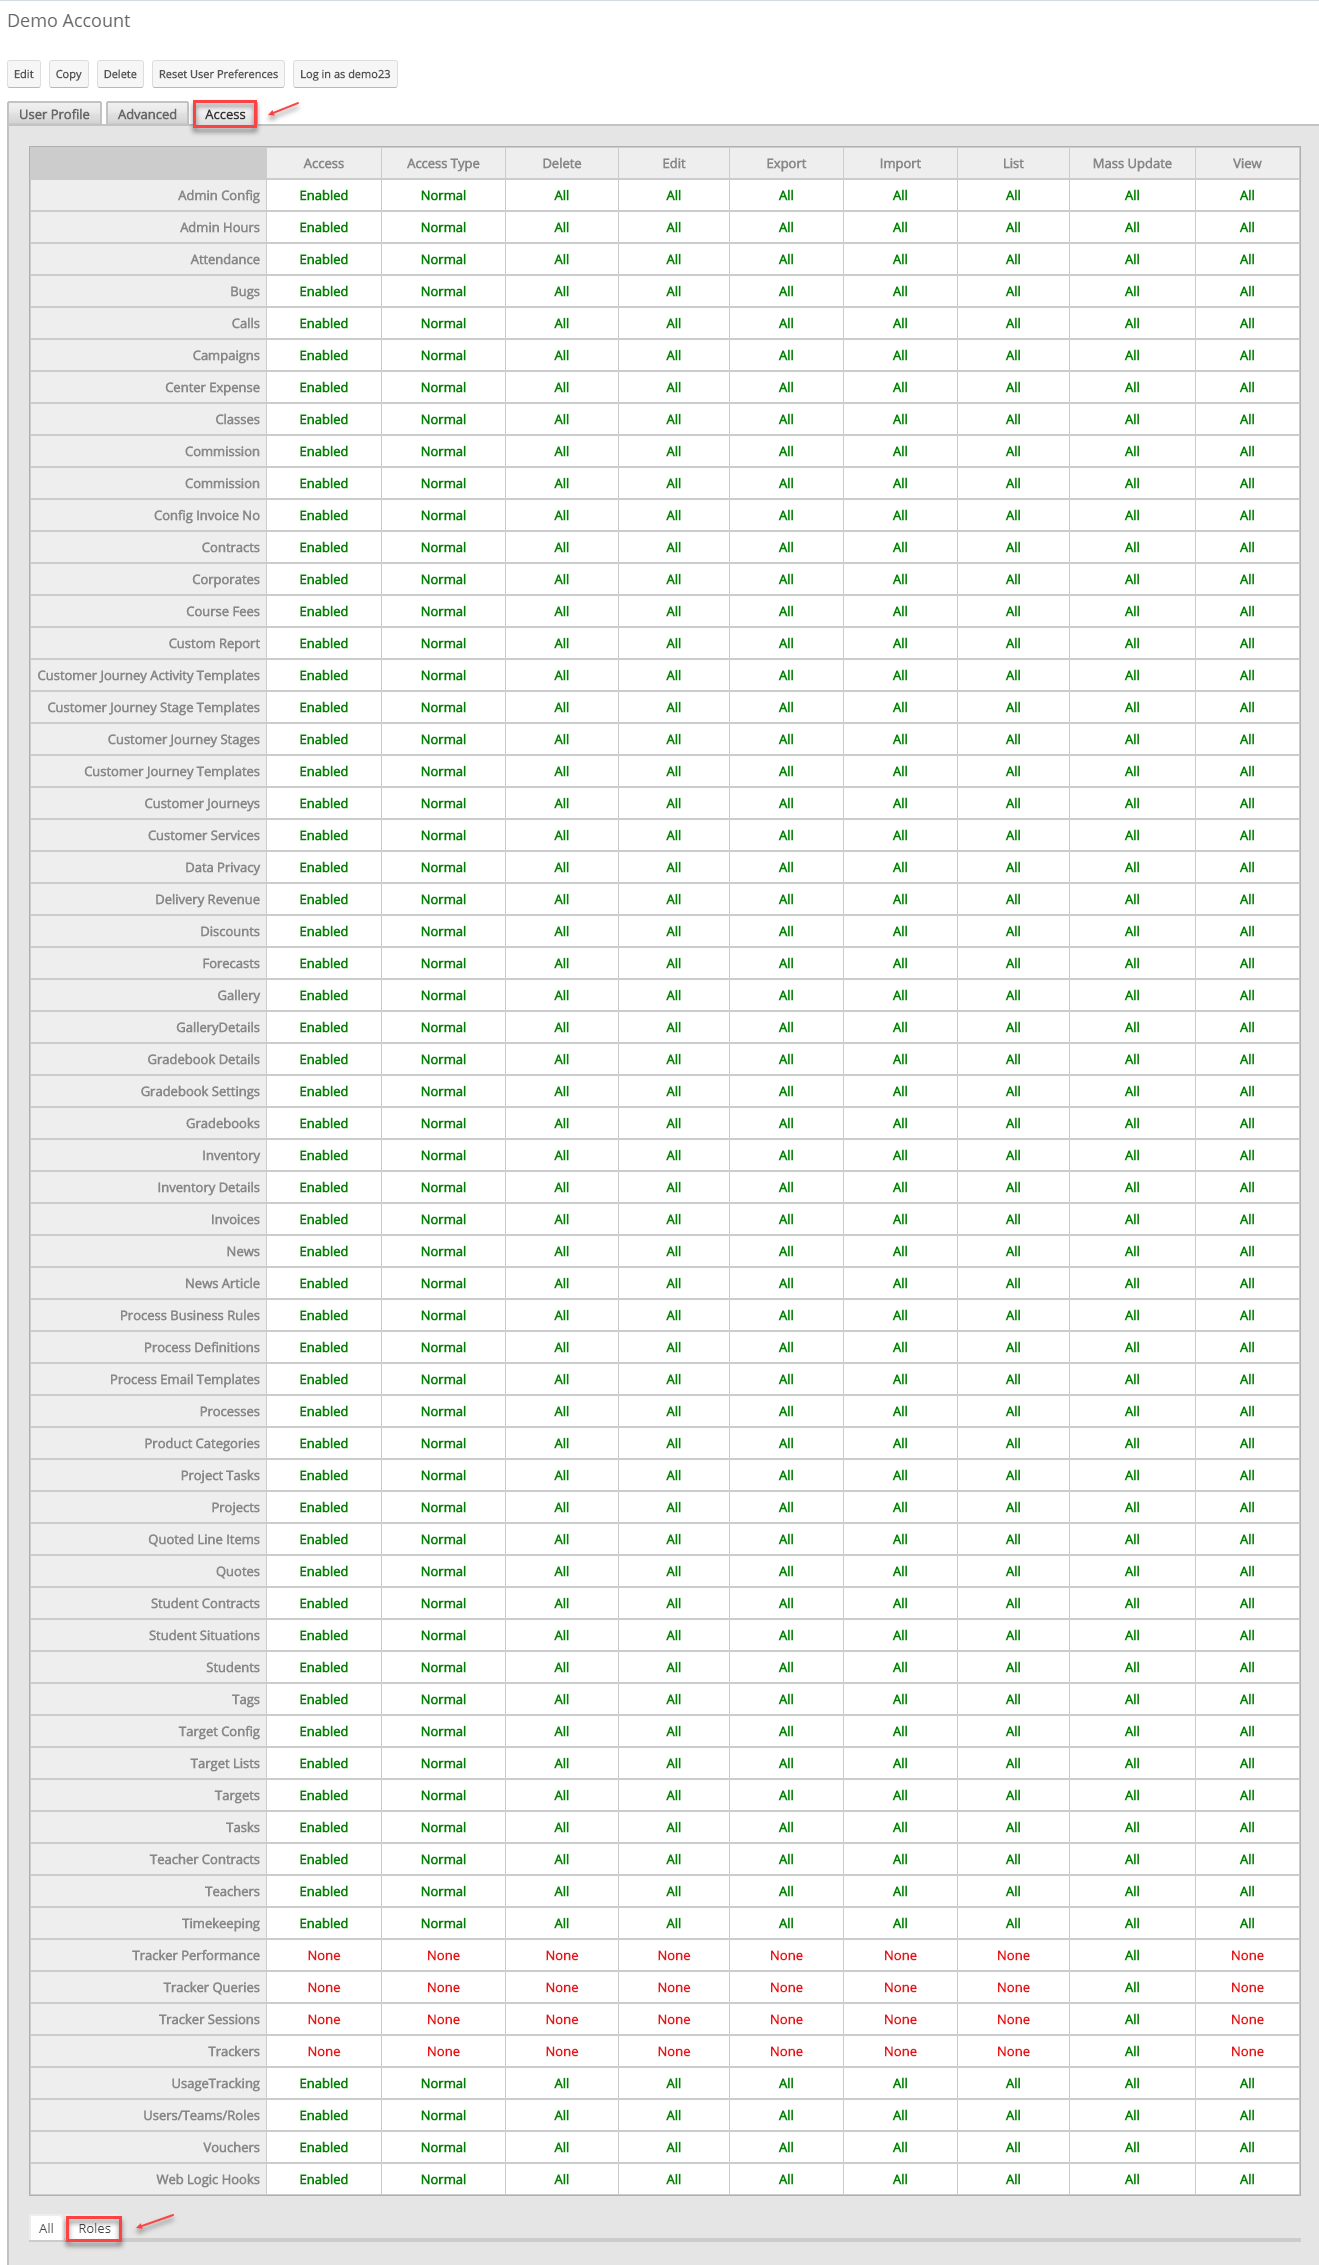 Demo Account
Edit Copy Delete Reset User Preferences Log in as demo23
User Profile Advanced Access
Access Access Type Delete Edit Export Import List Mass Update View
Admin Config Enabled Normal All All All All All All All
Admin Hours Enabled Normal All All All All All All All
Attendance Enabled Normal All All All All All All All
Bugs Enabled Normal All All All All All All All
Calls Enabled Normal All All All All All All All
Campaigns Enabled Normal All All All All All All All
Center Expense Enabled Normal All All All All All All All
Classes Enabled Normal All All All All All All All
Commission Enabled Normal All All All All All All All
Commission Enabled Normal All All All All All All All
Config Invoice No Enabled Normal All All All All All All All
Contracts Enabled Normal All All All All All All All
Corporates Enabled Normal All All All All All All All
Course Fees Enabled Normal All All All All All All All
Custom Report Enabled Normal All All All All All All All
Customer Journey Activity Templates Enabled Normal All All All All All All All
Customer Journey Stage Templates Enabled Normal All All All All All All All
Customer Journey Stages Enabled Normal All All All All All All All
Customer Journey Templates Enabled Normal All All All All All All All
Customer Journeys Enabled Normal All All All All All All All
Customer Services Enabled Normal All All All All All All All
Data Privacy Enabled Normal All All All All All All All
Delivery Revenue Enabled Normal All All All All All All All
Discounts Enabled Normal All All All All All All All
Forecasts Enabled Normal All All All All All All All
Gallery Enabled Normal All All All All All All All
GalleryDetails Enabled Normal All All All All All All All
Gradebook Details Enabled Normal All All All All All All All
Gradebook Settings Enabled Normal All All All All All All All
Gradebooks Enabled Normal All All All All All All All
Inventory Enabled Normal All All All All All All All
Inventory Details Enabled Normal All All All All All All All
Invoices Enabled Normal All All All All All All All
News Enabled Normal All All All All All All All
News Article Enabled Normal All All All All All All All
Process Business Rules Enabled Normal All All All All All All All
Process Definitions Enabled Normal All All All All All All All
Process Email Templates Enabled Normal All All All All All All All
Processes Enabled Normal All All All All All All All
Product Categories Enabled Normal All All All All All All All
Project Tasks Enabled Normal All All All All All All All
Projects Enabled Normal All All All All All All All
Quoted Line Items Enabled Normal All All All All All All All
Quotes Enabled Normal All All All All All All All
Student Contracts Enabled Normal All All All All All All All
Student Situations Enabled Normal All All All All All All All
Students Enabled Normal All All All All All All All
Tags Enabled Normal All All All All All All All
Target Config Enabled Normal All All All All All All All
Target Lists Enabled Normal All All All All All All All
Targets Enabled Normal All All All All All All All
Tasks Enabled Normal All All All All All All All
Teacher Contracts Enabled Normal All All All All All All All
Teachers Enabled Normal All All All All All All All
Timekeeping Enabled Normal All All All All All All All
Tracker Performance None None None None None None None All None
Tracker Queries None None None None None None None All None
Tracker Sessions None None None None None None None All None
Trackers None None None None None None None All None
UsageTracking Enabled Normal All All All All All All All
Users/Teams/Roles Enabled Normal All All All All All All All
Vouchers Enabled Normal All All All All All All All
Web Logic Hooks Enabled Normal All All All All All All All
All Roles